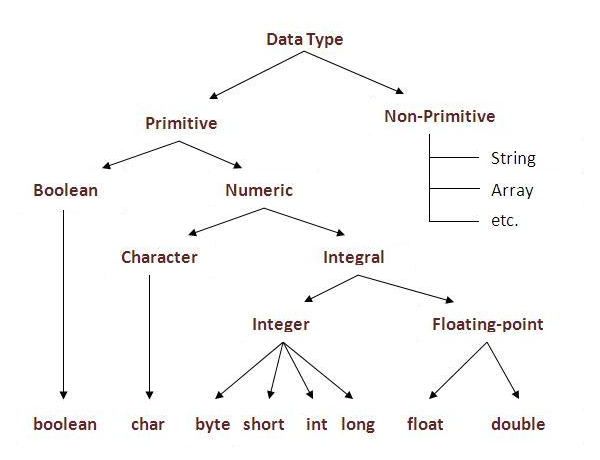 Data Type
Primitive
Non-Primitive
String
Array
etc.
Boolean
Numeric
Character
Integral
Integer
Floating-point
boolean
char
byte
short
int
long
float
double